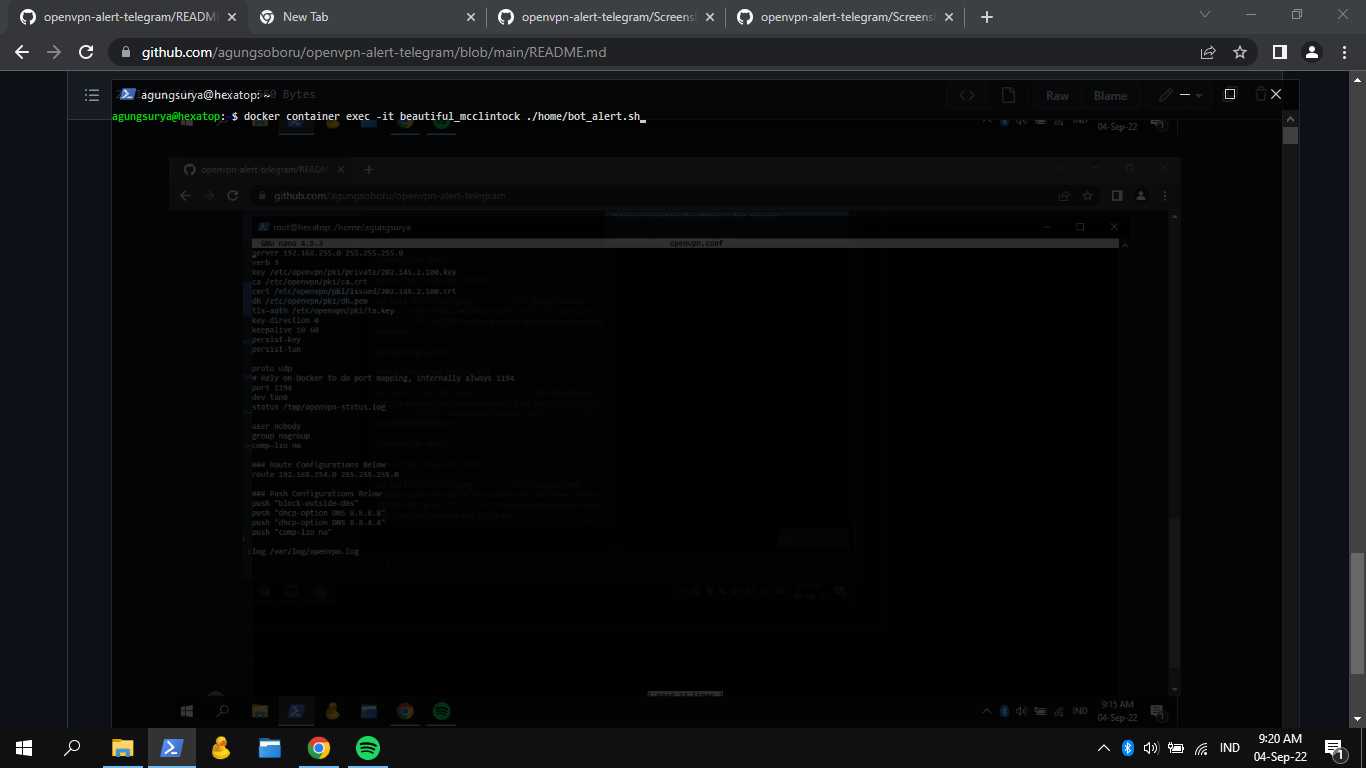 openvpn-alert-telegram/READM
New Tab
openvpn-alert-telegram/Screensh
openvpn-alert-telegram/Screensh
github.com/agungsoboru/openvpn-alert-telegram/blob/main/README.md
agungsurya@hexatop: ~
Bytes
Raw
Blame
agungsurya@hexatop:~$ docker container exec -it beautiful_mcclintock ./home/bot_alert.sh
04-Sep-22
openvpn-alert-telegram/READM
github.com/agungsoboru/openvpn-alert-telegram
root@hexatop: /home/agungsurya
GNU nano 4.9.3 openvpn.conf
server 192.168.255.0 255.255.255.0
verb 3
key /etc/openvpn/pki/private/202.145.2.100.key
ca /etc/openvpn/pki/ca.crt
cert /etc/openvpn/pki/issued/202.145.2.100.crt
dh /etc/openvpn/pki/dh.pem
tls-auth /etc/openvpn/pki/ta.key
key-direction 0
keepalive 10 60
persist-key
persist-tun
proto udp
# Rely on Docker to do port mapping, internally always 1194
port 1194
dev tun0
status /tmp/openvpn-status.log
user nobody
group nogroup
comp-lzo no
### Route Configurations Below
route 192.168.254.0 255.255.255.0
### Push Configurations Below
push "block-outside-dns"
push "dhcp-option DNS 8.8.8.8"
push "dhcp-option DNS 8.8.4.4"
push "comp-lzo no"
log /var/log/openvpn.log
IND
9:15 AM
04-Sep-22
IND
9:20 AM
04-Sep-22
1